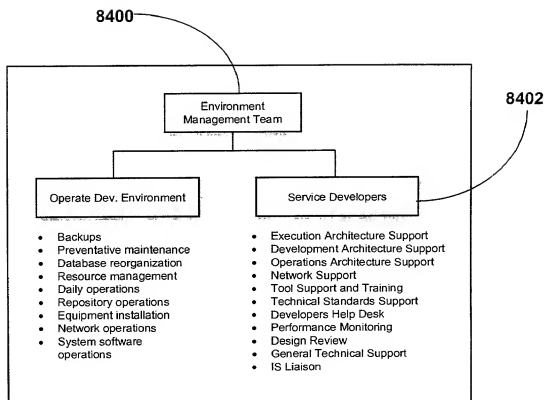 8400
8402
Environment
Management Team
Operate Dev. Environment
Service Developers
• Backups
• Preventative maintenance
• Database reorganization
• Resource management
• Daily operations
• Repository operations
• Equipment installation
• Network operations
• System software
operations
• Execution Architecture Support
• Development Architecture Support
• Operations Architecture Support
• Network Support
• Tool Support and Training
• Technical Standards Support
• Developers Help Desk
• Performance Monitoring
• Design Review
• General Technical Support
• IS Liaison